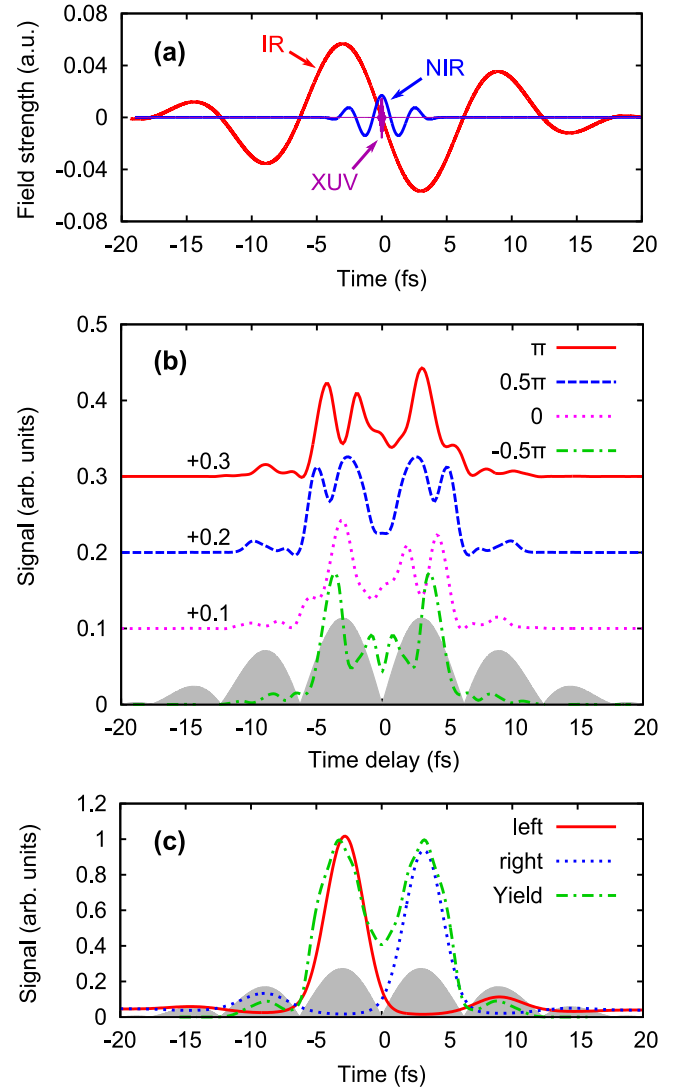 0.08
(a)
IR
NIR
0.04
0
XUV
-0.04
-0.08
Field strength (a.u.)
-20 -15 -10 -5 0 5 10 15 20
Time (fs)
0.5
(b)
π
0.5π
0
-0.5π
0.4
+0.3
0.3
+0.2
0.2
+0.1
0.1
0
Signal (arb. units)
-20 -15 -10 -5 0 5 10 15 20
Time delay (fs)
1.2
(c)
left
right
Yield
1
0.8
0.6
0.4
0.2
0
Signal (arb. units)
-20 -15 -10 -5 0 5 10 15 20
Time (fs)